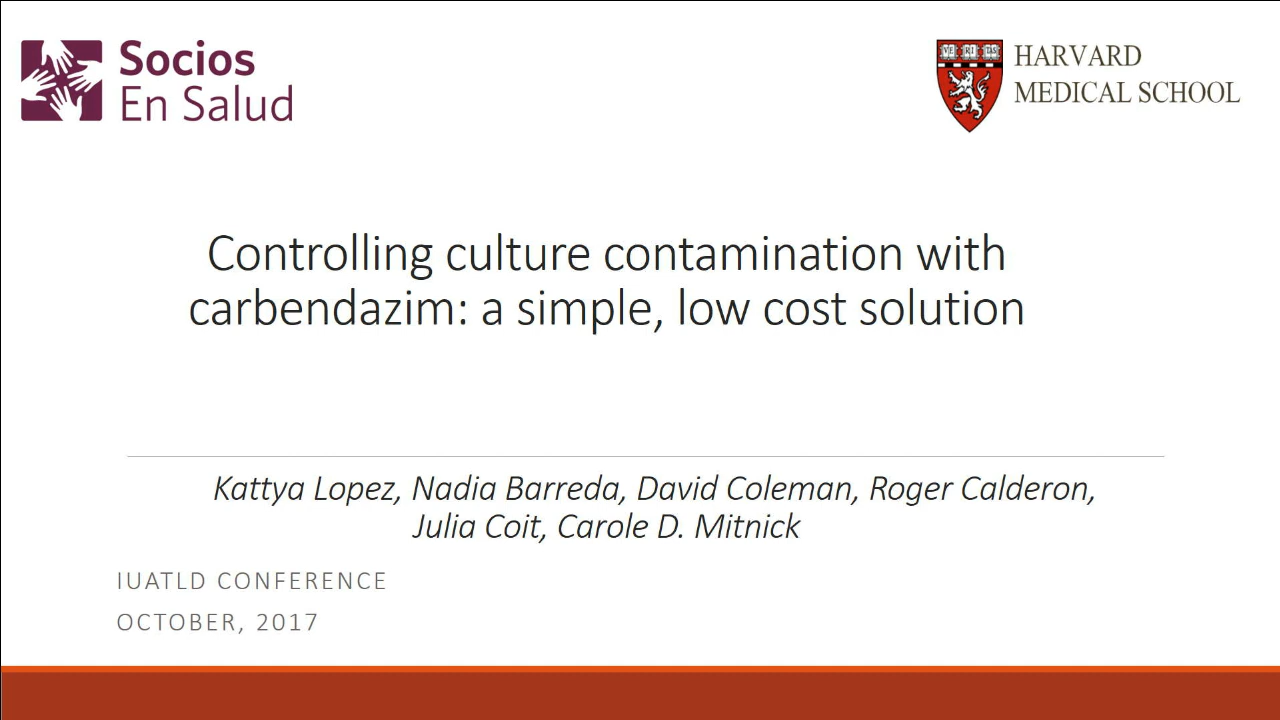 Socios
En Salud
HARVARD
MEDICAL SCHOOL
Controlling culture contamination with
carbendazim: a simple, low cost solution
Kattya Lopez, Nadia Barreda, David Coleman, Roger Calderon,
Julia Coit, Carole D. Mitnick
IUATLD CONFERENCE
OCTOBER, 2017